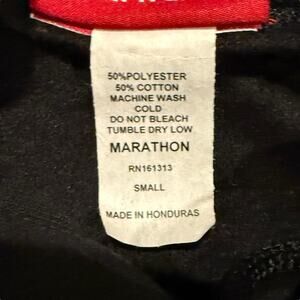 50%POLYESTER
50% COTTON
MACHINE WASH
COLD
DO NOT BLEACH
TUMBLE DRY LOW
MARATHON
RN161313
SMALL
MADE IN HONDURAS